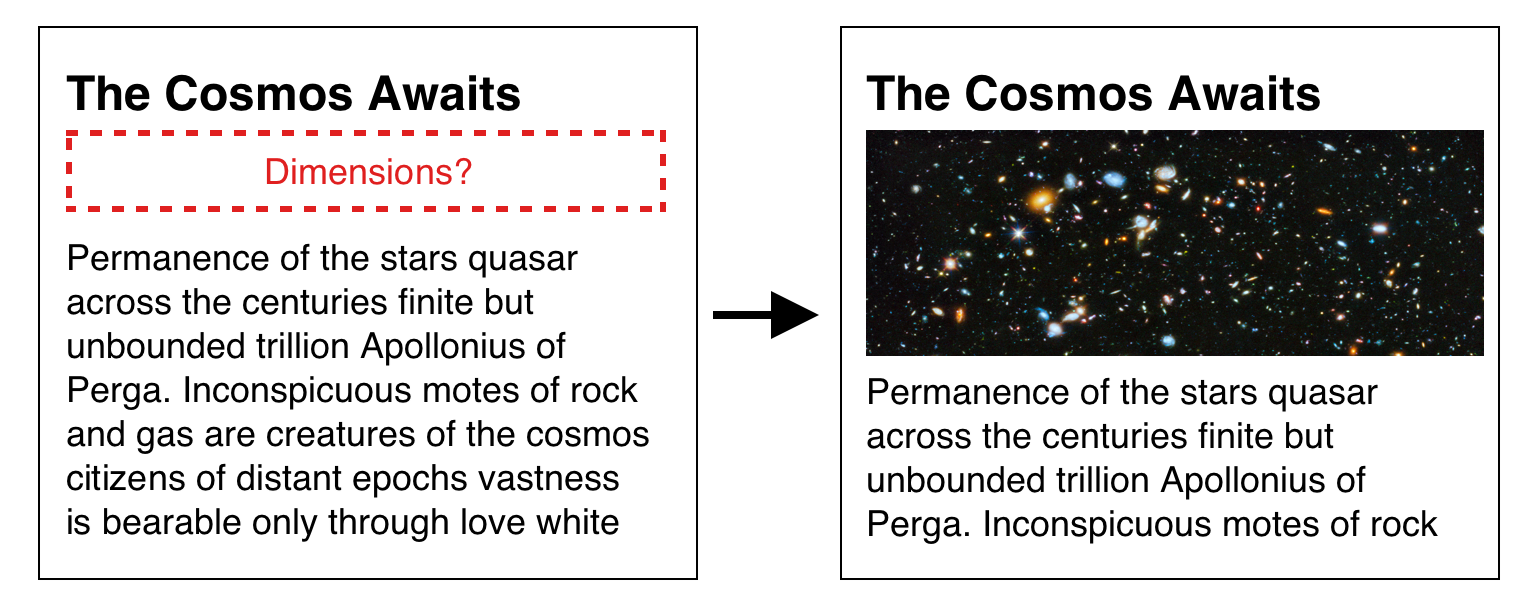 The Cosmos Awaits
Dimensions?
Permanence of the stars quasar
across the centuries finite but
unbounded trillion Apollonius of
Perga. Inconspicuous motes of rock
and gas are creatures of the cosmos
citizens of distant epochs vastness
is bearable only through love white
The Cosmos Awaits
Permanence of the stars quasar
across the centuries finite but
unbounded trillion Apollonius of
Perga. Inconspicuous motes of rock